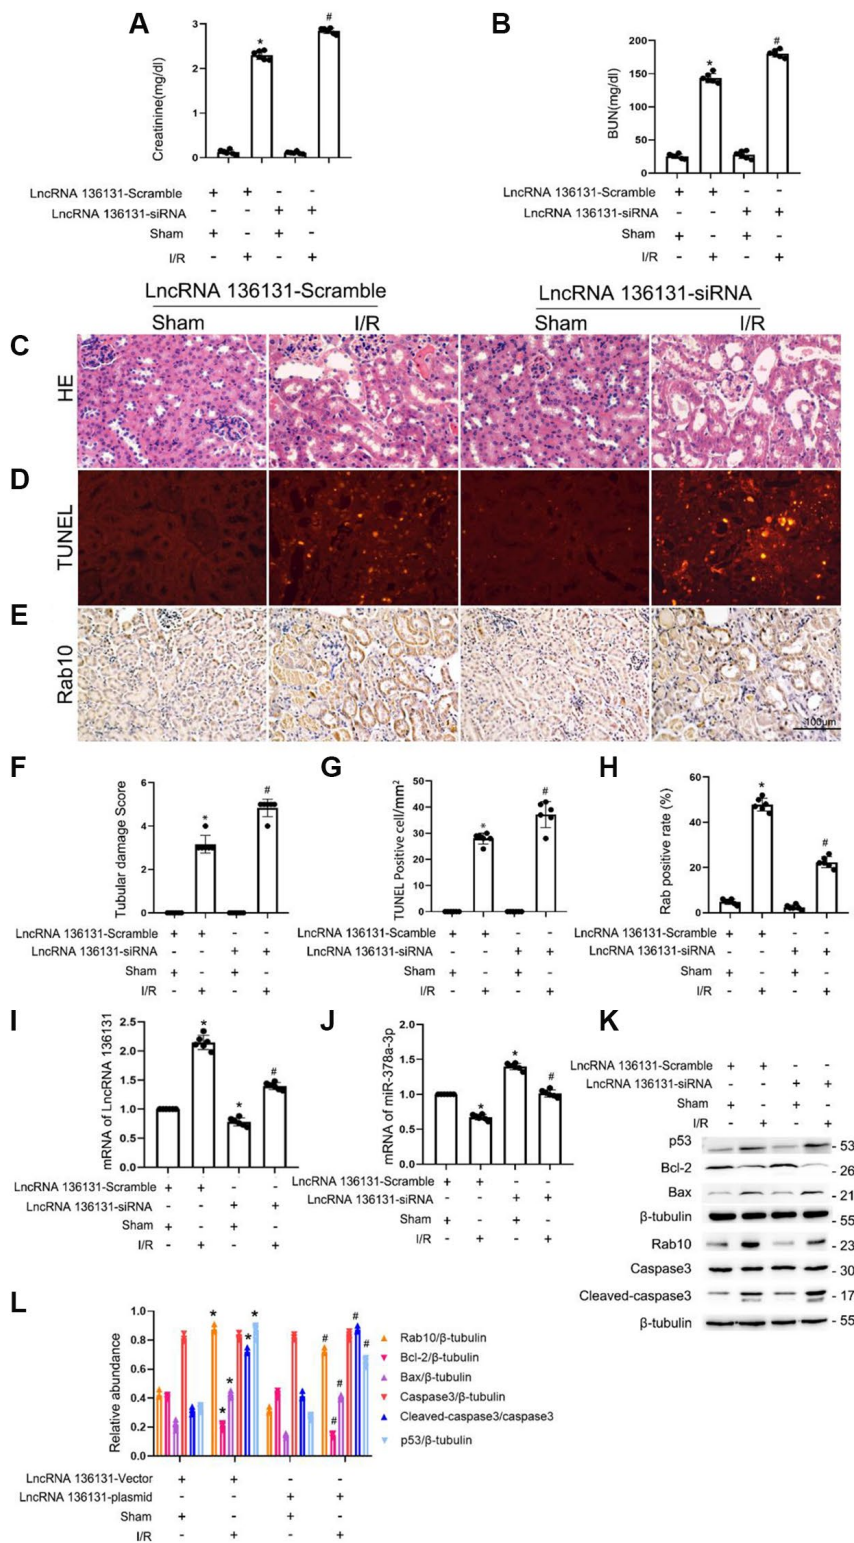 A
Creatinine(mg/dl)
3
2
1
0
*
#
LncRNA 136131-Scramble + + - -
LncRNA 136131-siRNA - - + +
Sham + - + -
I/R - + - +
B
BUN(mg/dl)
200
150
100
50
0
*
#
LncRNA 136131-Scramble + + - -
LncRNA 136131-siRNA - - + +
Sham + - + -
I/R - + - +
LncRNA 136131-Scramble
LncRNA 136131-siRNA
Sham
I/R
Sham
I/R
C
HE
D
TUNEL
E
Rab10
100μm
F
Tubular damage Score
6
4
2
0
*
#
LncRNA 136131-Scramble + + - -
LncRNA 136131-siRNA - - + +
Sham + - + -
I/R - + - +
G
TUNEL Positive cell/mm²
50
40
30
20
10
0
*
#
LncRNA 136131-Scamble + + - -
LncRNA 136131-siRNA - - + +
Sham + - + -
I/R - + - +
H
Rab positive rate (%)
60
40
20
0
*
#
LncRNA 136131-Scramble + + - -
LncRNA 136131-siRNA - - + +
Sham + - + -
I/R - + - +
I
mRNA of LncRNA 136131
2.5
2.0
1.5
1.0
0.5
0.0
*
*
#
LncRNA 136131-Scramble + + - -
LncRNA 136131-siRNA - - + +
Sham + - + -
I/R - + - +
J
mRNA of miR-378a-3p
2.0
1.5
1.0
0.5
0.0
*
*
#
LncRNA 136131-Scramble + + - -
LncRNA 136131-siRNA - - + +
Sham + - + -
I/R - + - +
K
LncRNA 136131-Scramble + + - -
LncRNA 136131-siRNA - - + +
Sham + - + -
I/R - + - +
p53 - 53
Bcl-2 - 26
Bax - 21
β-tubulin - 55
Rab10 - 23
Caspase3 - 30
Cleaved-caspase3 - 17
β-tubulin - 55
L
Relative abundance
1.0
0.8
0.6
0.4
0.2
0.0
* * * * *
# # # # #
Rab10/β-tubulin
Bcl-2/β-tubulin
Bax/β-tubulin
Caspase3/β-tubulin
Cleaved-caspase3/caspase3
p53/β-tubulin
LncRNA 136131-Vector + + - -
LncRNA 136131-plasmid - - + +
Sham + - + -
I/R - + - +